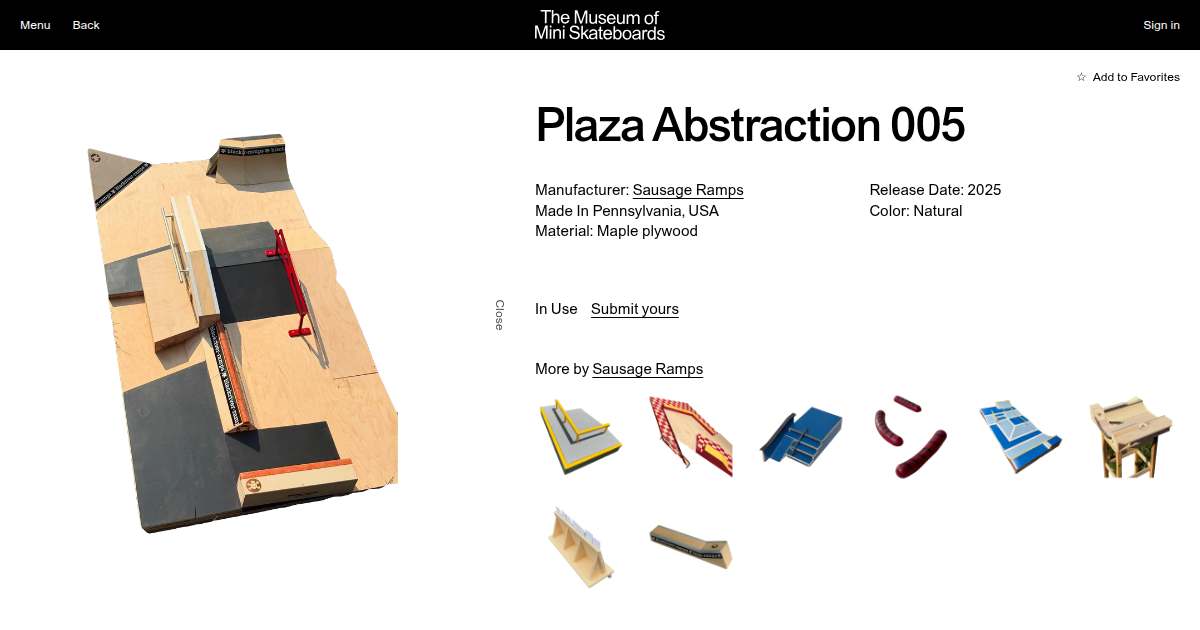 Menu
Back
The Museum of
Mini Skateboards
Sign in
☆ Add to Favorites
Plaza Abstraction 005
Manufacturer: Sausage Ramps
Made In Pennsylvania, USA
Material: Maple plywood
Release Date: 2025
Color: Natural
Close
In Use
Submit yours
More by Sausage Ramps